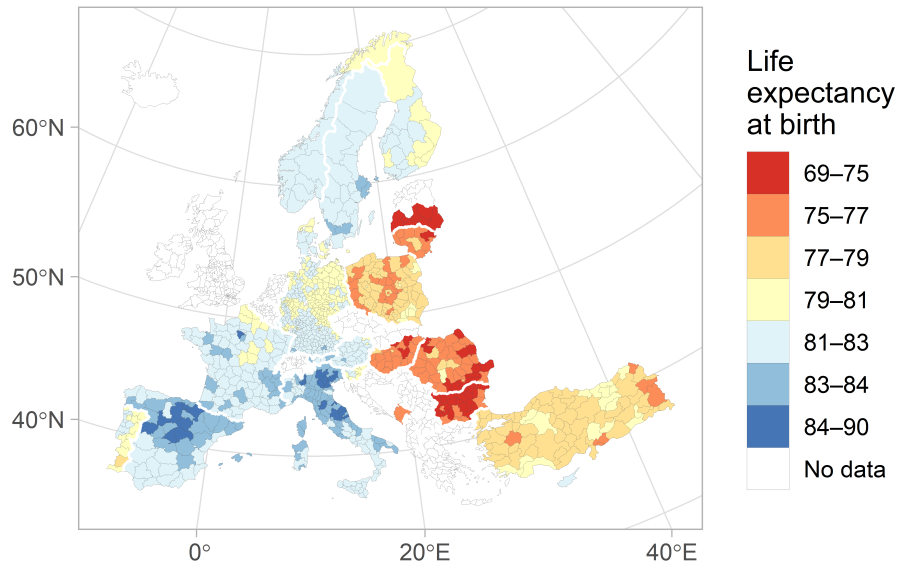 Life
expectancy
at birth
69–75
75–77
77–79
79–81
81–83
83–84
84–90
No data
60°N
50°N
40°N
0°
20°E
40°E